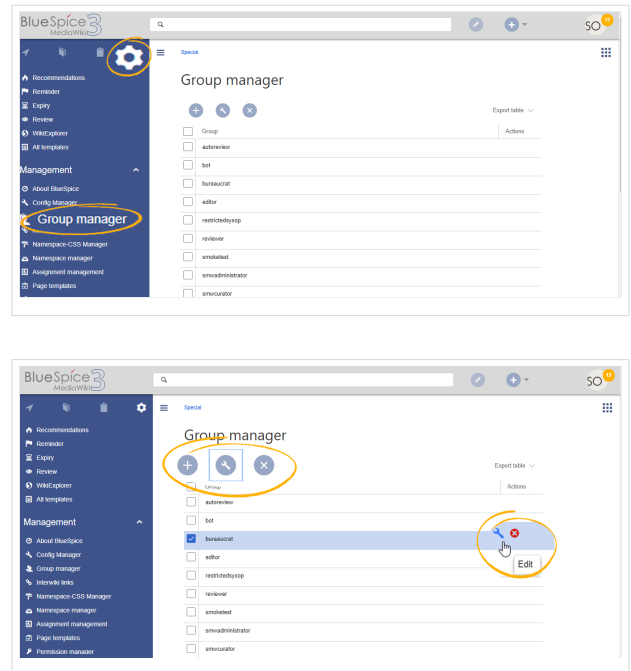 BlueSpice 3
MediaWiki
SO
Special
Recommendations
Reminder
Expiry
Review
WikiExplorer
All templates
Management
About BlueSpice
Config Manager
Group manager
Namespace-CSS Manager
Namespace manager
Assignment management
Page templates
Group manager
Export table
Group
Actions
autoreview
bot
bureaucrat
editor
restrictedsysop
reviewer
smoketest
smwadministrator
smwcurator
BlueSpice 3
MediaWiki
SO
Special
Recommendations
Reminder
Expiry
Review
WikiExplorer
All templates
Management
About BlueSpice
Config Manager
Group manager
Interwiki links
Namespace-CSS Manager
Namespace manager
Assignment management
Page templates
Permission manager
Group manager
Export table
Group
Actions
autoreview
bot
bureaucrat
Edit
editor
restrictedsysop
reviewer
smoketest
smwadministrator
smwcurator